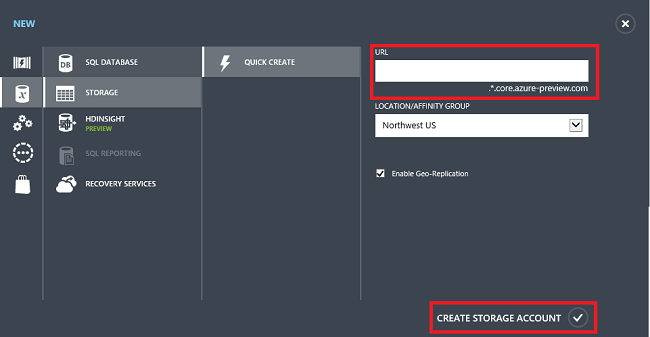 NEW
SQL DATABASE
STORAGE
HDINSIGHT
PREVIEW
SQL REPORTING
RECOVERY SERVICES
QUICK CREATE
URL
.*.core.azure-preview.com
LOCATION/AFFINITY GROUP
Northwest US
Enable Geo-Replication
CREATE STORAGE ACCOUNT